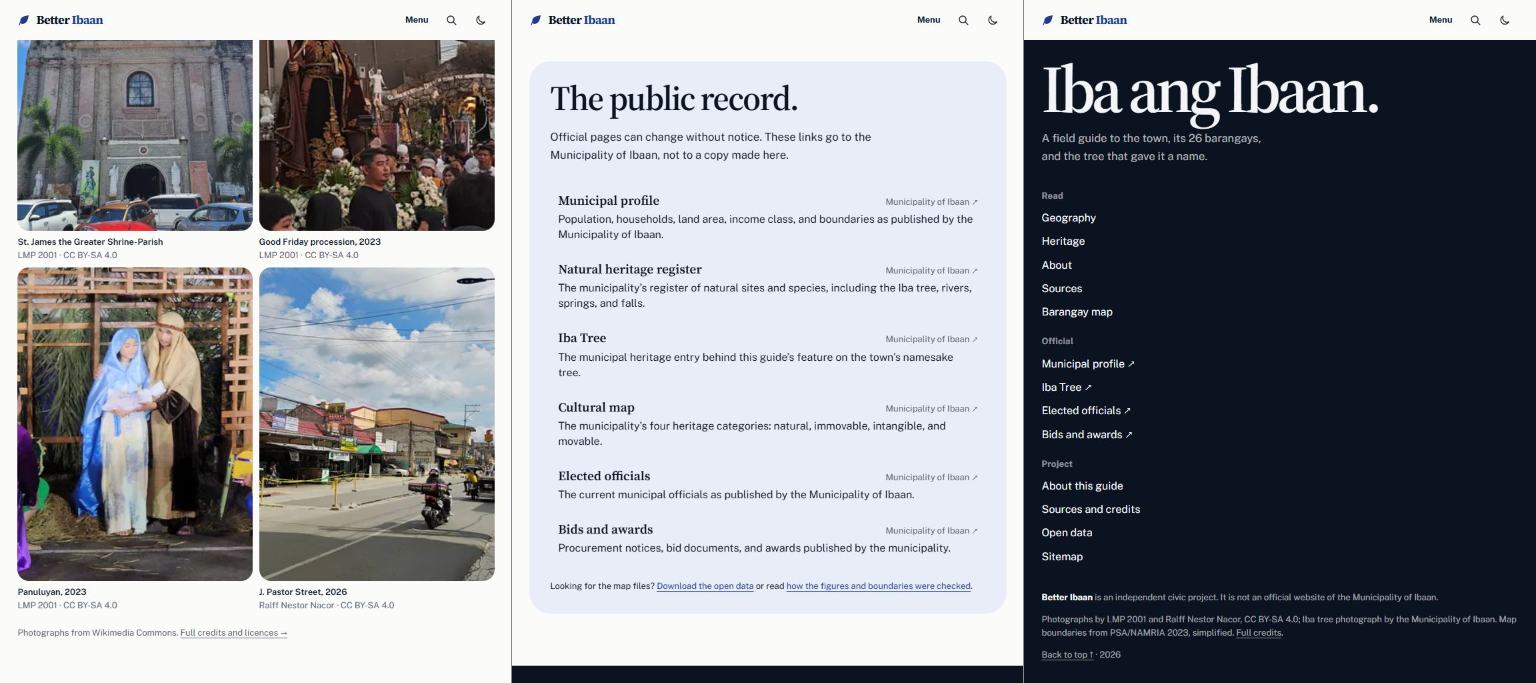 Better Ibaan
Menu
St. James the Greater Shrine-Parish
LMP 2001 · CC BY-SA 4.0
Good Friday procession, 2023
LMP 2001 · CC BY-SA 4.0
Panuluyan, 2023
LMP 2001 · CC BY-SA 4.0
J. Pastor Street, 2026
Ralff Nestor Nacor · CC BY-SA 4.0
Photographs from Wikimedia Commons. Full credits and licences →
Better Ibaan
Menu
The public record.
Official pages can change without notice. These links go to the
Municipality of Ibaan, not to a copy made here.
Municipal profile
Municipality of Ibaan ↗
Population, households, land area, income class, and boundaries as published by the
Municipality of Ibaan.
Natural heritage register
Municipality of Ibaan ↗
The municipality's register of natural sites and species, including the Iba tree, rivers,
springs, and falls.
Iba Tree
Municipality of Ibaan ↗
The municipal heritage entry behind this guide's feature on the town's namesake
tree.
Cultural map
Municipality of Ibaan ↗
The municipality's four heritage categories: natural, immovable, intangible, and
movable.
Elected officials
Municipality of Ibaan ↗
The current municipal officials as published by the Municipality of Ibaan.
Bids and awards
Municipality of Ibaan ↗
Procurement notices, bid documents, and awards published by the municipality.
Looking for the map files? Download the open data or read how the figures and boundaries were checked.
Better Ibaan
Menu
Iba ang Ibaan.
A field guide to the town, its 26 barangays,
and the tree that gave it a name.
Read
Geography
Heritage
About
Sources
Barangay map
Official
Municipal profile ↗
Iba Tree ↗
Elected officials ↗
Bids and awards ↗
Project
About this guide
Sources and credits
Open data
Sitemap
Better Ibaan is an independent civic project. It is not an official website of the Municipality of Ibaan.
Photographs by LMP 2001 and Ralff Nestor Nacor, CC BY-SA 4.0; Iba tree photograph by the Municipality of Ibaan. Map
boundaries from PSA/NAMRIA 2023, simplified. Full credits.
Back to top ↑ · 2026